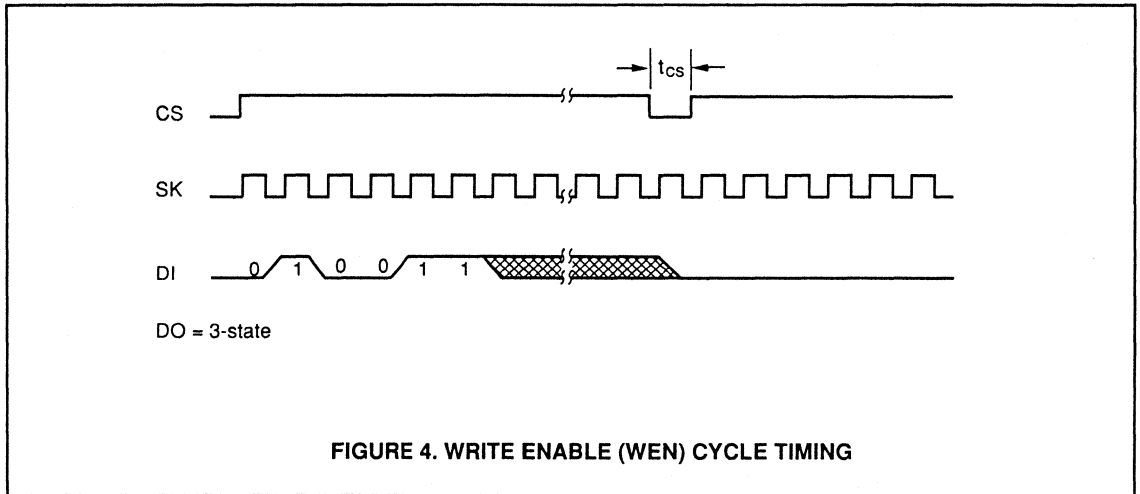 t_CS
CS
SK
DI 0 1 0 0 1 1
DO = 3-state
FIGURE 4. WRITE ENABLE (WEN) CYCLE TIMING